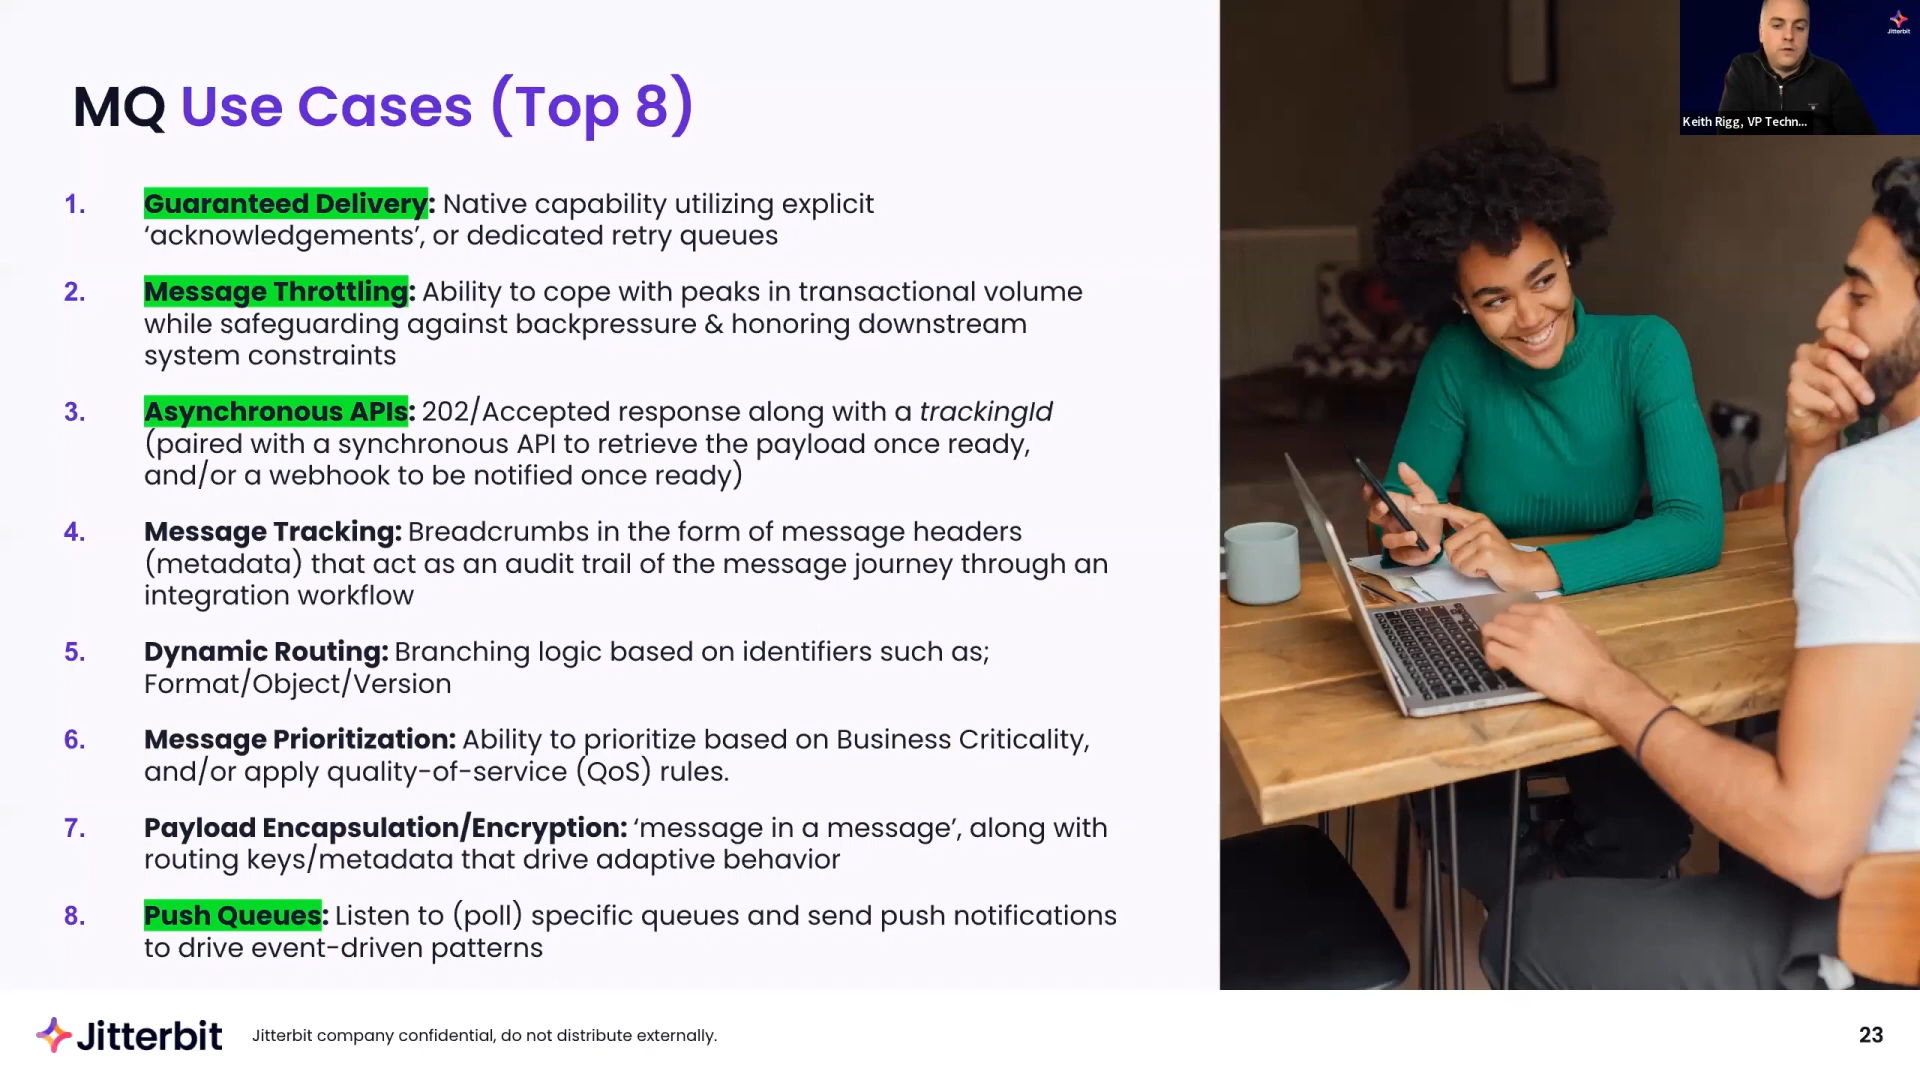 MQ Use Cases (Top 8)
1. Guaranteed Delivery: Native capability utilizing explicit
‘acknowledgements’, or dedicated retry queues
2. Message Throttling: Ability to cope with peaks in transactional volume
while safeguarding against backpressure & honoring downstream
system constraints
3. Asynchronous APIs: 202/Accepted response along with a trackingId
(paired with a synchronous API to retrieve the payload once ready,
and/or a webhook to be notified once ready)
4. Message Tracking: Breadcrumbs in the form of message headers
(metadata) that act as an audit trail of the message journey through an
integration workflow
5. Dynamic Routing: Branching logic based on identifiers such as;
Format/Object/Version
6. Message Prioritization: Ability to prioritize based on Business Criticality,
and/or apply quality-of-service (QoS) rules.
7. Payload Encapsulation/Encryption: ‘message in a message’, along with
routing keys/metadata that drive adaptive behavior
8. Push Queues: Listen to (poll) specific queues and send push notifications
to drive event-driven patterns
Jitterbit
Keith Rigg, VP Techn...
Jitterbit Jitterbit company confidential, do not distribute externally.
23